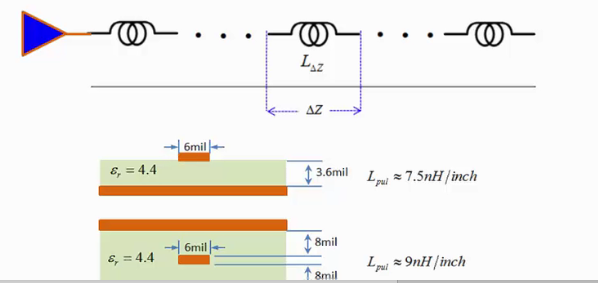 L_ΔZ
ΔZ
6mil
ε_r = 4.4
3.6mil
L_pul ≈ 7.5nH/inch
8mil
6mil
ε_r = 4.4
L_pul ≈ 9nH/inch
8mil